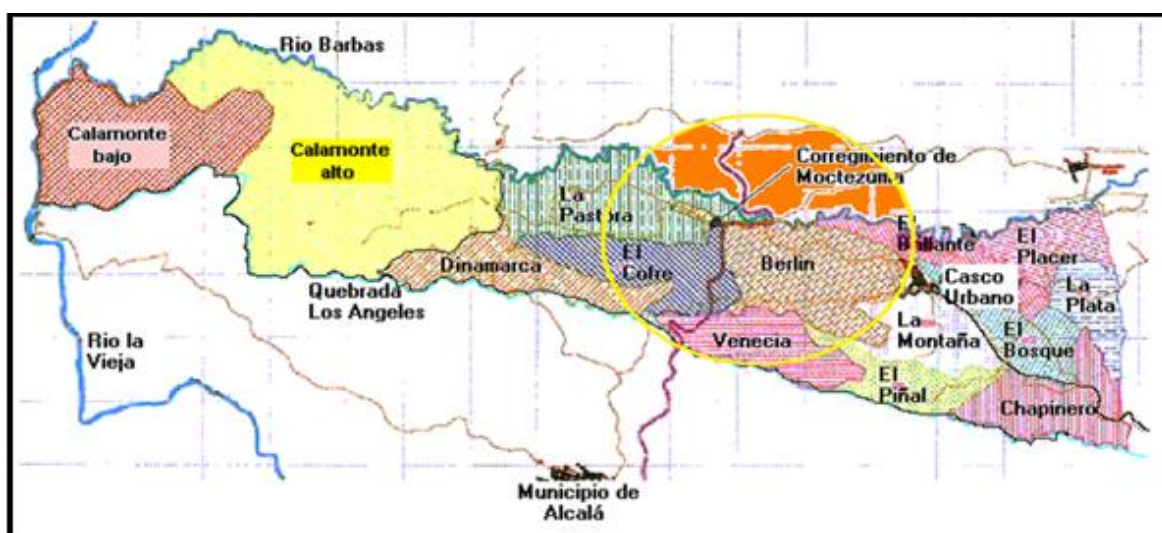 Rio Barbas
Calamonte
bajo
Calamonte
alto
Corregimiento de
Moctezuma
La
Pastora
El
Cofre
Dinamarca
Berlin
El
Brillante
El
Placer
Casco
Urbano
La
Plata
Quebrada
Los Angeles
La
Montaña
El
Bosque
Rio la
Vieja
Venecia
El
Piñal
Chapinero
Municipio de
Alcalá